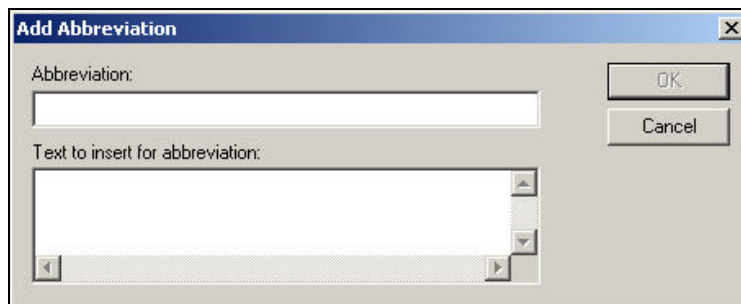 Add Abbreviation
Abbreviation:
OK
Cancel
Text to insert for abbreviation: